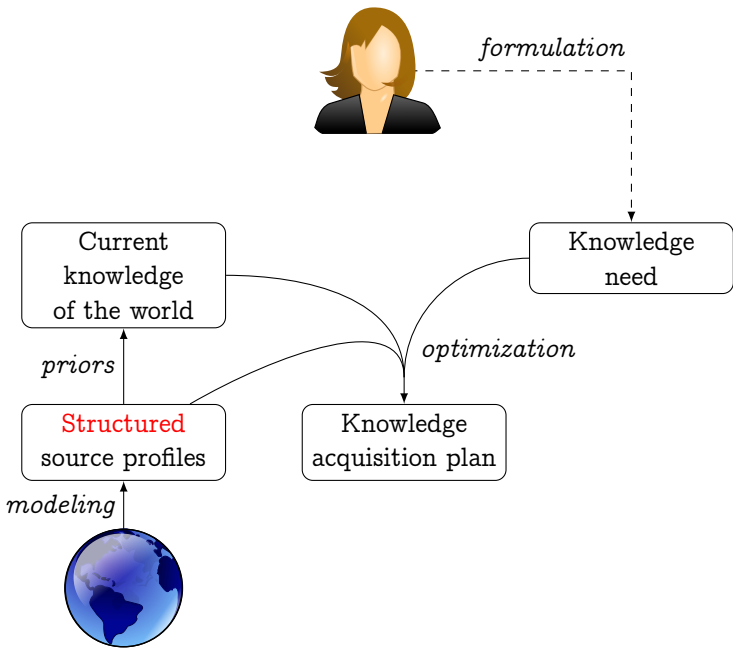 formulation
Current
knowledge
of the world
Knowledge
need
priors
optimization
Structured
source profiles
Knowledge
acquisition plan
modeling